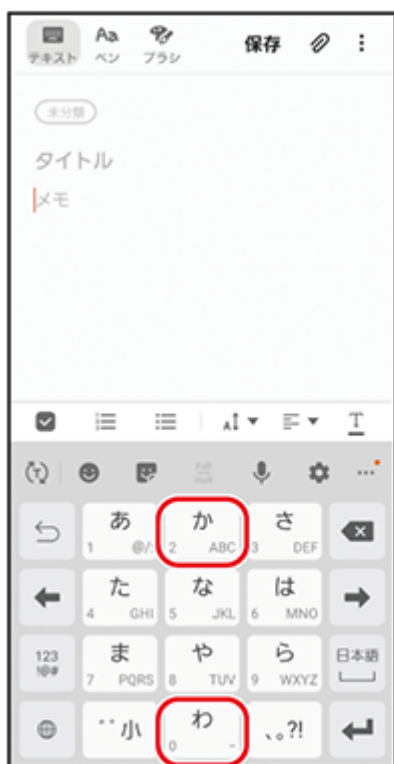 テキスト Aa ペン ブラシ 保存
未分類
タイトル
メモ
T
あ 1 @/: か 2 ABC さ 3 DEF
た 4 GHI な 5 JKL は 6 MNO
123 !@# ま 7 PQRS や 8 TUV ら 9 WXYZ 日本語
小 わ 0 - 、。?!